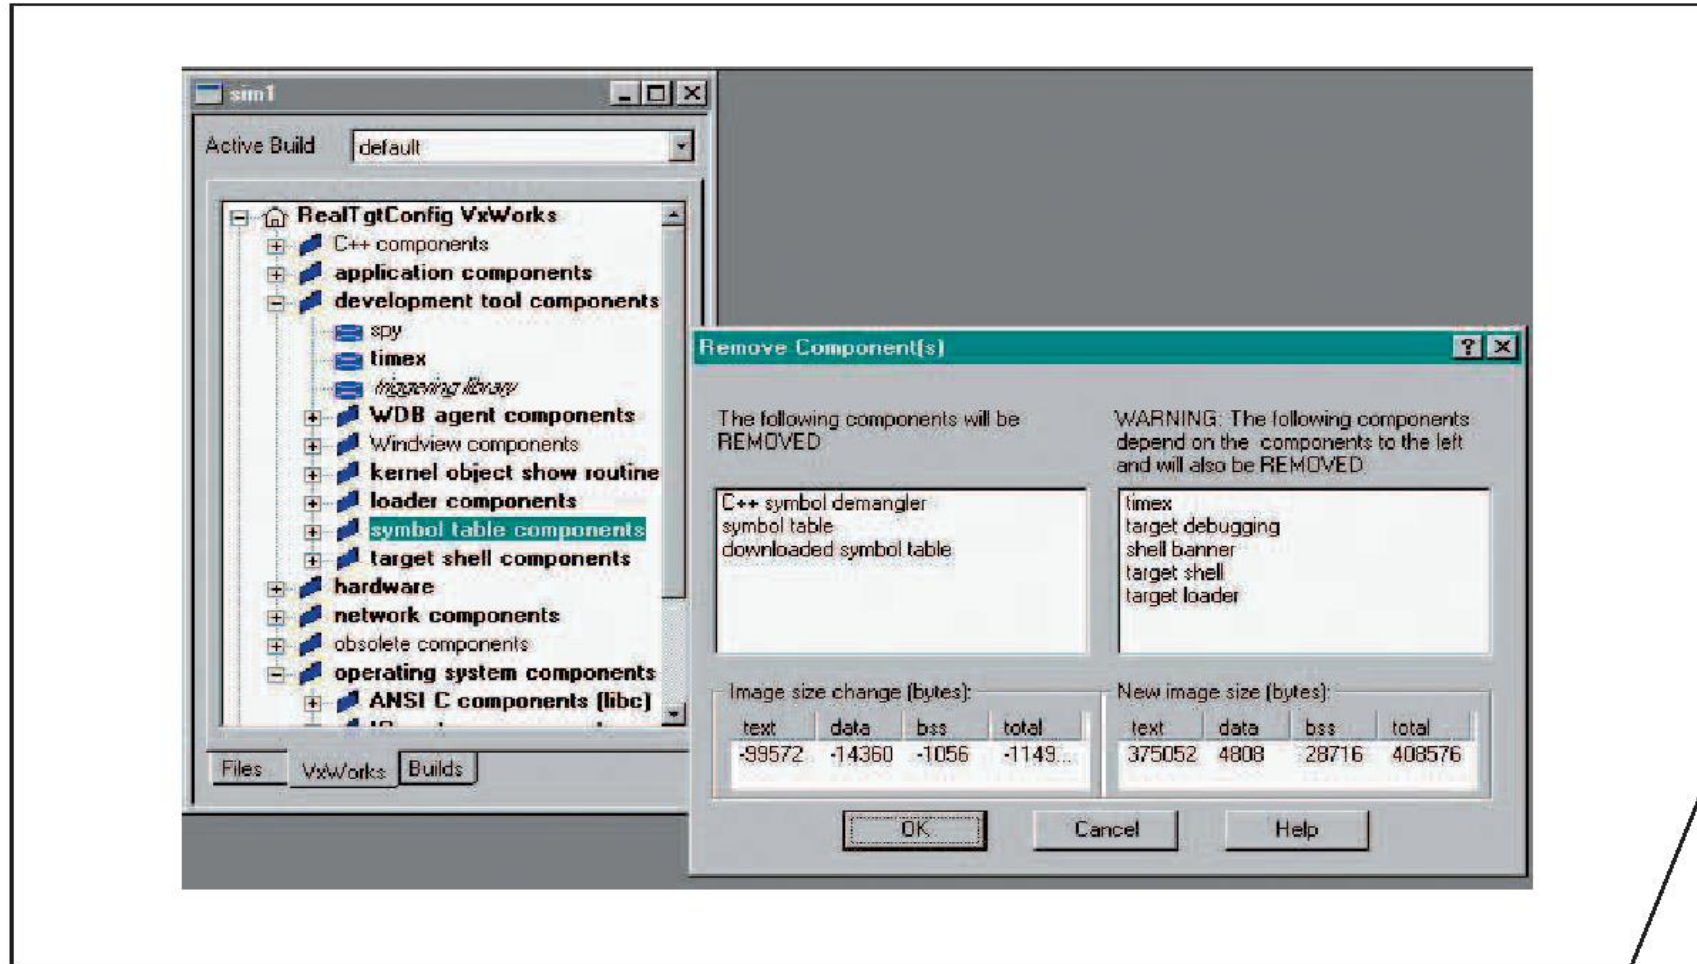 sim1
Active Build default
RealTgtConfig VxWorks
C++ components
application components
development tool components
spy
timex
triggering library
WDB agent components
Windview components
kernel object show routine
loader components
symbol table components
target shell components
hardware
network components
obsolete components
operating system components
ANSI C components (libc)
Files VxWorks Builds
Remove Component(s)
The following components will be
REMOVED
C++ symbol demangler
symbol table
downloaded symbol table
WARNING: The following components
depend on the components to the left
and will also be REMOVED
timex
target debugging
shell banner
target shell
target loader
Image size change (bytes):
text data bss total
-99572 -14360 -1056 -1149...
New image size (bytes):
text data bss total
375052 4808 28716 408576
OK Cancel Help